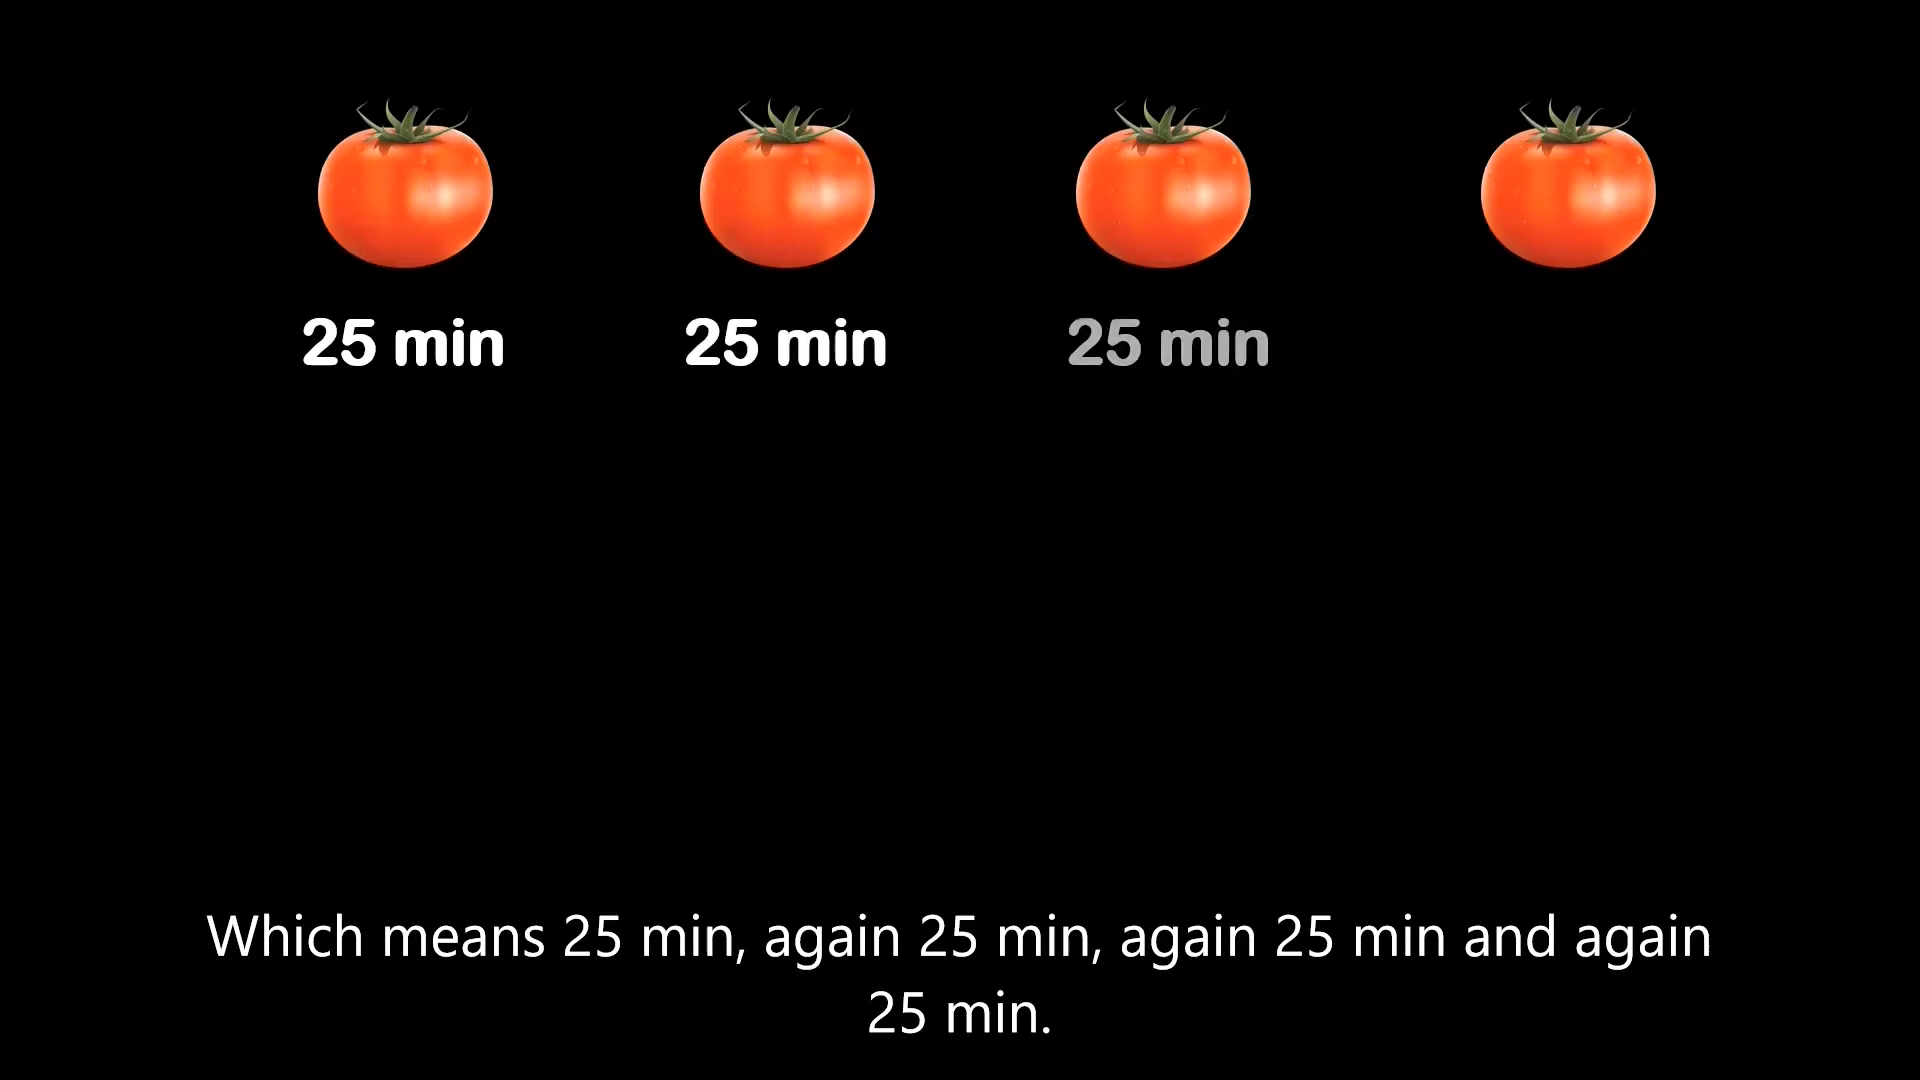 25 min 25 min 25 min
Which means 25 min, again 25 min, again 25 min and again
25 min.